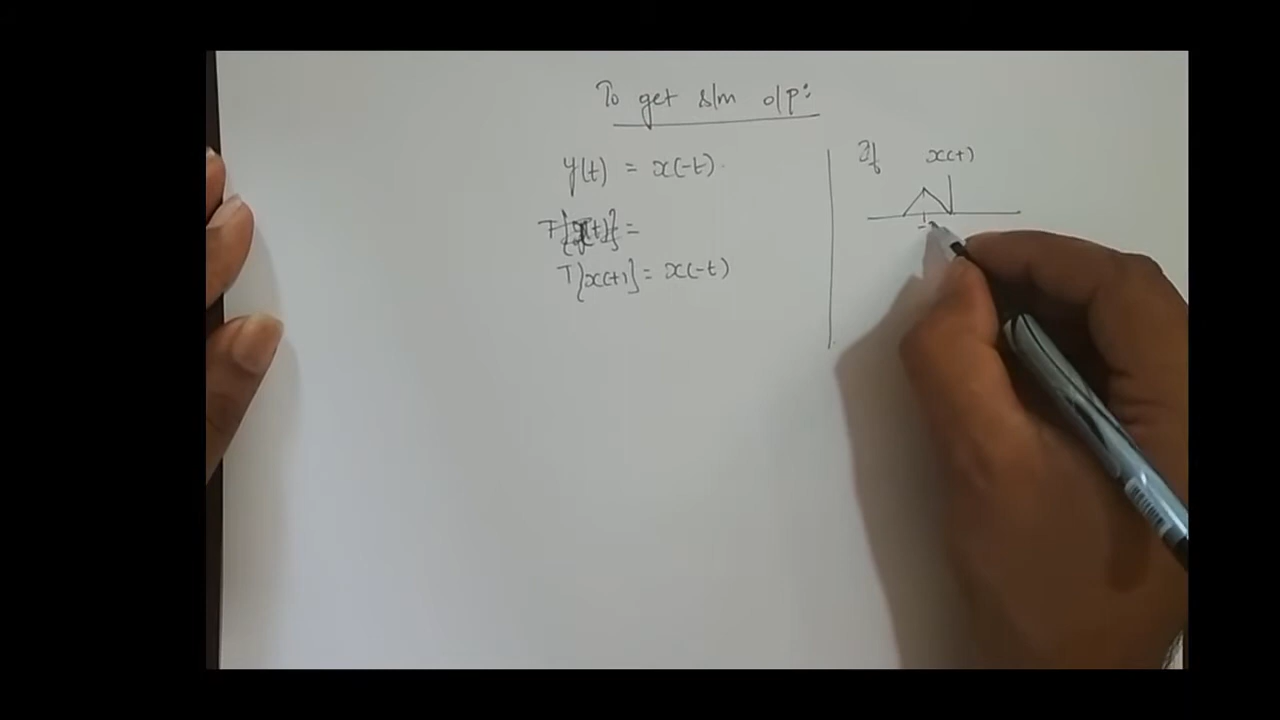 To get s/m o/p:
y(t) = x(-t)
=
T[x(t)] = x(-t)
If x(t)